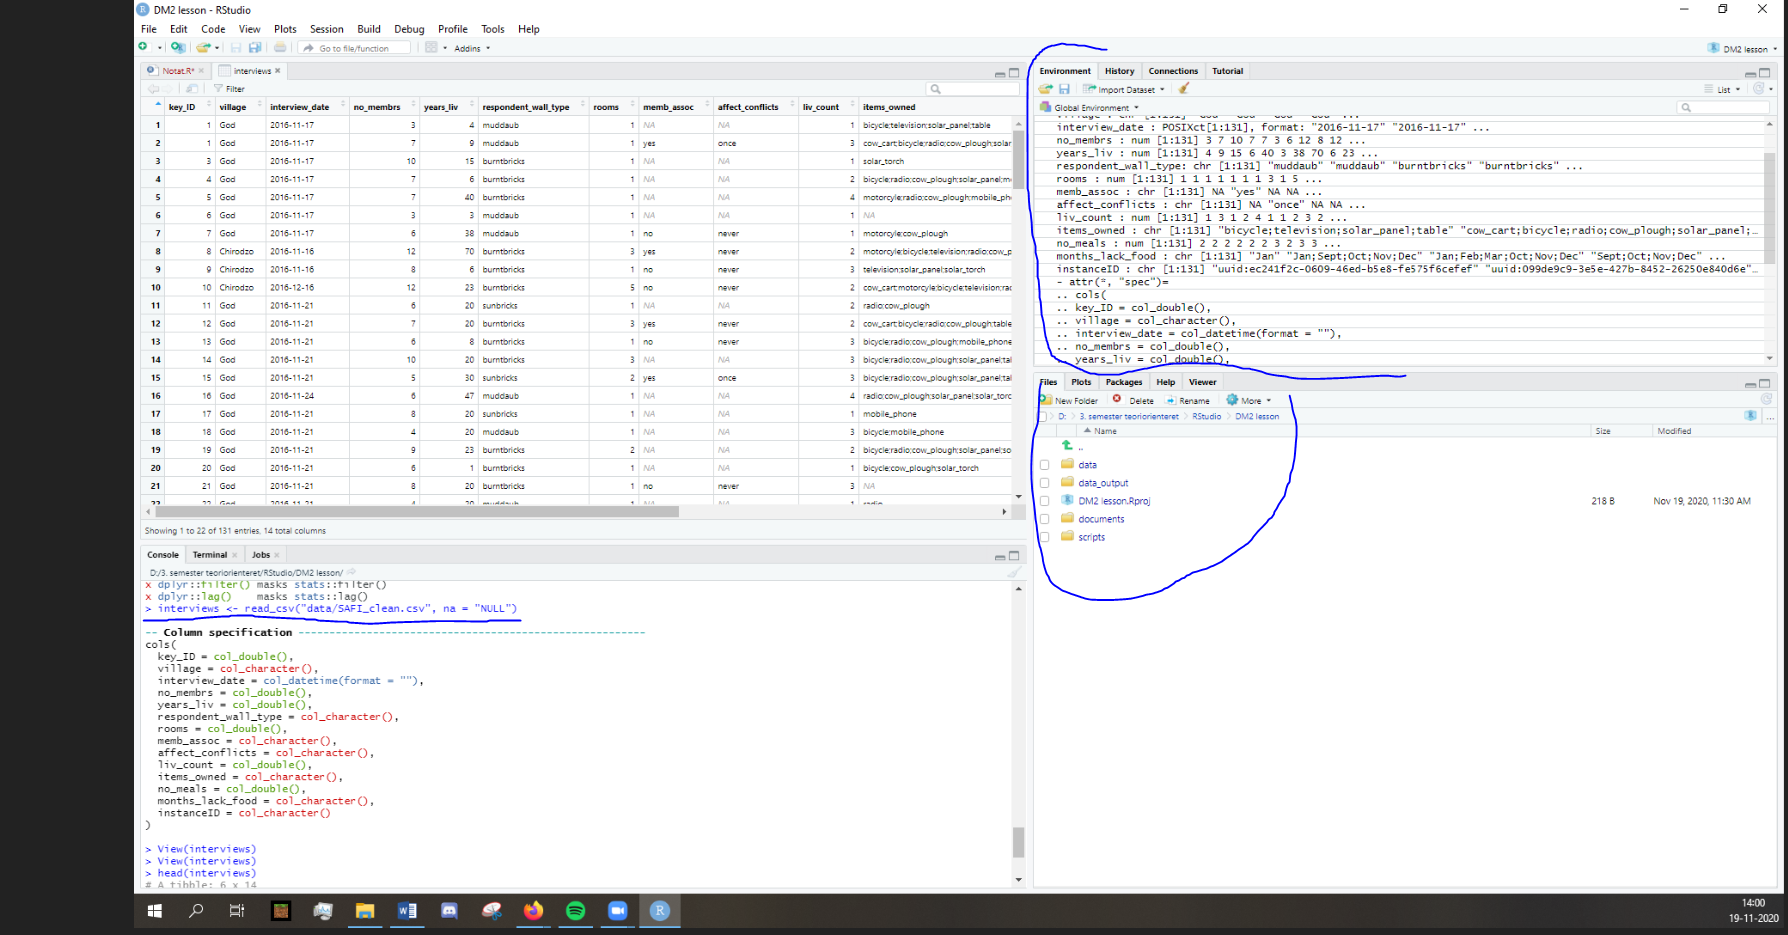 DM2 lesson - RStudio
File Edit Code View Plots Session Build Debug Profile Tools Help
Go to file/function Addins DM2 lesson
Notat.R* interviews
Filter
key_ID village interview_date no_membrs years_liv respondent_wall_type rooms memb_assoc affect_conflicts liv_count items_owned
1 1 God 2016-11-17 3 4 muddaub 1 NA NA 1 bicycle;television;solar_panel;table
2 1 God 2016-11-17 7 9 muddaub 1 yes once 3 cow_cart;bicycle;radio;cow_plough;solar
3 3 God 2016-11-17 10 15 burntbricks 1 NA NA 1 solar_torch
4 4 God 2016-11-17 7 6 burntbricks 1 NA NA 2 bicycle;radio;cow_plough;solar_panel;m
5 5 God 2016-11-17 7 40 burntbricks 1 NA NA 4 motorcyle;radio;cow_plough;mobile_ph
6 6 God 2016-11-17 3 3 muddaub 1 NA NA 1 NA
7 7 God 2016-11-17 6 38 muddaub 1 no never 1 motorcyle;cow_plough
8 8 Chirodzo 2016-11-16 12 70 burntbricks 3 yes never 2 motorcyle;bicycle;television;radio;cow_p
9 9 Chirodzo 2016-11-16 8 6 burntbricks 1 no never 3 television;solar_panel;solar_torch
10 10 Chirodzo 2016-12-16 12 23 burntbricks 5 no never 2 cow_cart;motorcyle;bicycle;television;ra
11 11 God 2016-11-21 6 20 sunbricks 1 NA NA 2 radio;cow_plough
12 12 God 2016-11-21 7 20 burntbricks 3 yes never 2 cow_cart;bicycle;radio;cow_plough;table
13 13 God 2016-11-21 6 8 burntbricks 1 no never 3 bicycle;radio;cow_plough;mobile_phone
14 14 God 2016-11-21 10 20 burntbricks 3 NA NA 3 bicycle;radio;cow_plough;solar_panel;tal
15 15 God 2016-11-21 5 30 sunbricks 2 yes once 3 bicycle;radio;cow_plough;solar_panel;tal
16 16 God 2016-11-24 6 47 muddaub 1 NA NA 4 radio;cow_plough;solar_panel;solar_torc
17 17 God 2016-11-21 8 20 sunbricks 1 NA NA 1 mobile_phone
18 18 God 2016-11-21 4 20 muddaub 1 NA NA 3 bicycle;mobile_phone
19 19 God 2016-11-21 9 23 burntbricks 2 NA NA 2 bicycle;radio;cow_plough;solar_panel;so
20 20 God 2016-11-21 6 1 burntbricks 1 NA NA 1 bicycle;cow_plough;solar_torch
21 21 God 2016-11-21 8 20 burntbricks 1 no never 3 NA
22 22 God 2016-11-21 4 20 muddaub 1 NA NA 1 radio
Showing 1 to 22 of 131 entries, 14 total columns
Console Terminal Jobs
D:/3. semester teoriorienteret/RStudio/DM2 lesson/
x dplyr::filter() masks stats::filter()
x dplyr::lag() masks stats::lag()
> interviews <- read_csv("data/SAFI_clean.csv", na = "NULL")
-- Column specification --------------------------------------------------------
cols(
key_ID = col_double(),
village = col_character(),
interview_date = col_datetime(format = ""),
no_membrs = col_double(),
years_liv = col_double(),
respondent_wall_type = col_character(),
rooms = col_double(),
memb_assoc = col_character(),
affect_conflicts = col_character(),
liv_count = col_double(),
items_owned = col_character(),
no_meals = col_double(),
months_lack_food = col_character(),
instanceID = col_character()
)
> View(interviews)
> View(interviews)
> head(interviews)
# A tibble: 6 x 14
Environment History Connections Tutorial
Import Dataset List
Global Environment
village : chr [1:131] "God" "God" "God" "God" ...
interview_date : POSIXct[1:131], format: "2016-11-17" "2016-11-17" ...
no_membrs : num [1:131] 3 7 10 7 7 3 6 12 8 12 ...
years_liv : num [1:131] 4 9 15 6 40 3 38 70 6 23 ...
respondent_wall_type: chr [1:131] "muddaub" "muddaub" "burntbricks" "burntbricks" ...
rooms : num [1:131] 1 1 1 1 1 1 1 3 1 5 ...
memb_assoc : chr [1:131] NA "yes" NA NA ...
affect_conflicts : chr [1:131] NA "once" NA NA ...
liv_count : num [1:131] 1 3 1 2 4 1 1 2 3 2 ...
items_owned : chr [1:131] "bicycle;television;solar_panel;table" "cow_cart;bicycle;radio;cow_plough;solar_panel;…
no_meals : num [1:131] 2 2 2 2 2 2 3 2 3 3 ...
months_lack_food : chr [1:131] "Jan" "Jan;Sept;Oct;Nov;Dec" "Jan;Feb;Mar;Oct;Nov;Dec" "Sept;Oct;Nov;Dec" ...
instanceID : chr [1:131] "uuid:ec241f2c-0609-46ed-b5e8-fe575f6cefef" "uuid:099de9c9-3e5e-427b-8452-26250e840d6e"…
- attr(*, "spec")=
.. cols(
.. key_ID = col_double(),
.. village = col_character(),
.. interview_date = col_datetime(format = ""),
.. no_membrs = col_double(),
.. years_liv = col_double(),
Files Plots Packages Help Viewer
New Folder Delete Rename More
D: 3. semester teoriorienteret RStudio DM2 lesson ...
Name Size Modified
..
data
data_output
DM2 lesson.Rproj 218 B Nov 19, 2020, 11:30 AM
documents
scripts
14:00
19-11-2020